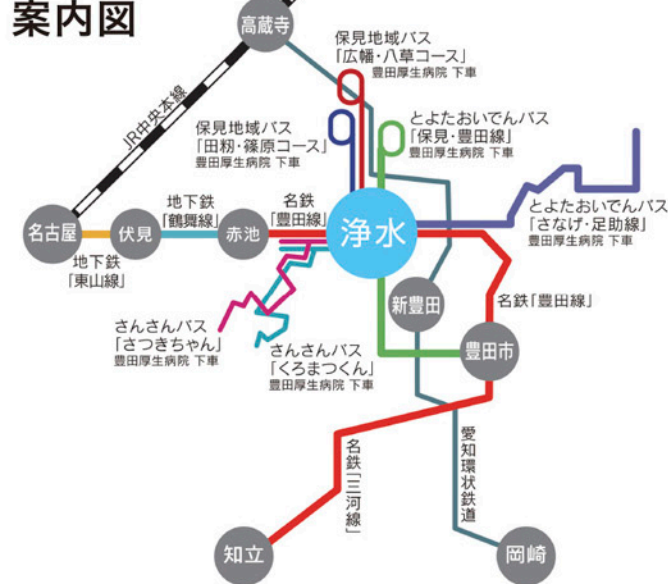 案内図
高蔵寺
保見地域バス
「広幡・八草コース」
豊田厚生病院 下車
JR中央本線
保見地域バス
「田籾・篠原コース」
豊田厚生病院 下車
とよたおいでんバス
「保見・豊田線」
豊田厚生病院 下車
名古屋
地下鉄
「東山線」
伏見
地下鉄
「鶴舞線」
赤池
名鉄
「豊田線」
浄水
とよたおいでんバス
「さなげ・足助線」
豊田厚生病院 下車
さんさんバス
「さつきちゃん」
豊田厚生病院 下車
さんさんバス
「くろまつくん」
豊田厚生病院 下車
新豊田
名鉄「豊田線」
豊田市
名鉄「三河線」
愛知環状鉄道
知立
岡崎